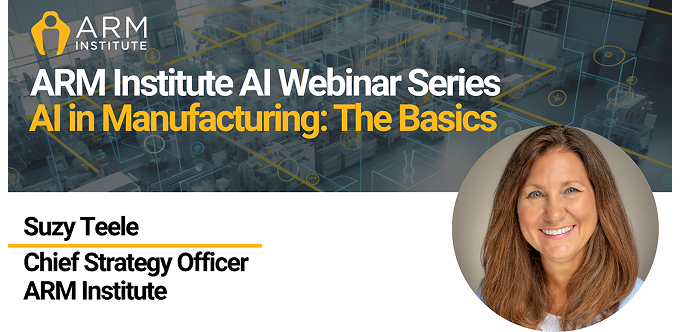 ARM
INSTITUTE
ARM Institute AI Webinar Series
AI in Manufacturing: The Basics
Suzy Teele
Chief Strategy Officer
ARM Institute